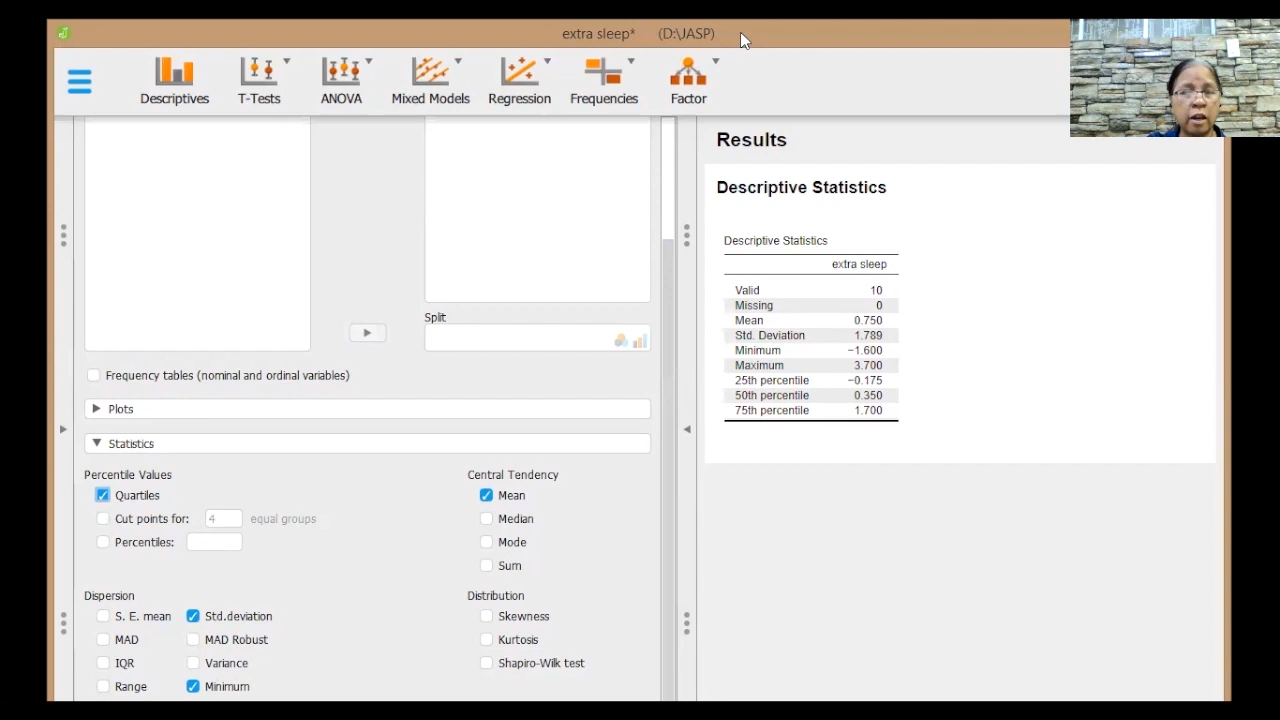 extra sleep* (D:\JASP)
Descriptives T-Tests ANOVA Mixed Models Regression Frequencies Factor
Split
Frequency tables (nominal and ordinal variables)
Plots
Statistics
Percentile Values
Quartiles
Cut points for: 4 equal groups
Percentiles:
Central Tendency
Mean
Median
Mode
Sum
Dispersion
S. E. mean Std.deviation
MAD MAD Robust
IQR Variance
Range Minimum
Distribution
Skewness
Kurtosis
Shapiro-Wilk test
Results
Descriptive Statistics
Descriptive Statistics
extra sleep
Valid 10
Missing 0
Mean 0.750
Std. Deviation 1.789
Minimum −1.600
Maximum 3.700
25th percentile −0.175
50th percentile 0.350
75th percentile 1.700